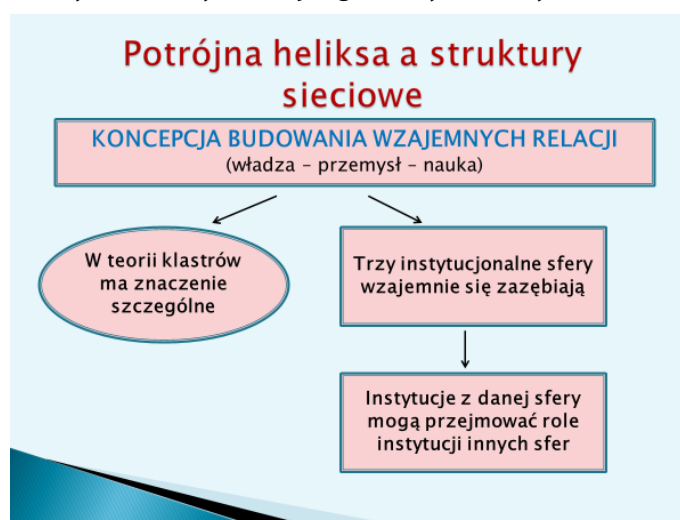 Potrójna heliksa a struktury
sieciowe
KONCEPCJA BUDOWANIA WZAJEMNYCH RELACJI
(władza – przemysł – nauka)
W teorii klastrów
ma znaczenie
szczególne
Trzy instytucjonalne sfery
wzajemnie się zazębiają
Instytucje z danej sfery
mogą przejmować role
instytucji innych sfer